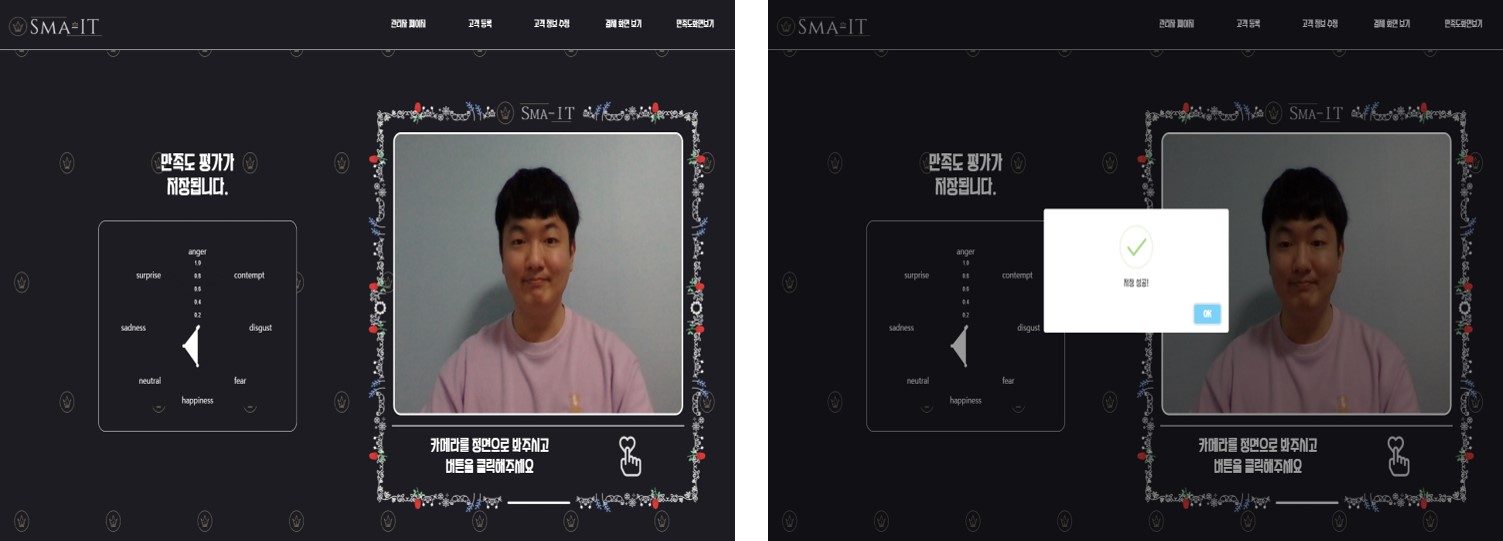 SMA-IT
관리자 페이지
고객 등록
고객 정보 수정
결제 화면 보기
만족도화면보기
만족도 평가가
저장됩니다.
anger
1.0
0.8
0.6
0.4
0.2
surprise
contempt
sadness
disgust
neutral
fear
happiness
SMA-IT
카메라를 정면으로 봐주시고
버튼을 클릭해주세요
SMA-IT
관리자 페이지
고객 등록
고객 정보 수정
결제 화면 보기
만족도화면보기
만족도 평가가
저장됩니다.
anger
1.0
0.8
0.6
0.4
0.2
surprise
contempt
sadness
disgust
neutral
fear
happiness
SMA-IT
저장 성공!
OK
카메라를 정면으로 봐주시고
버튼을 클릭해주세요